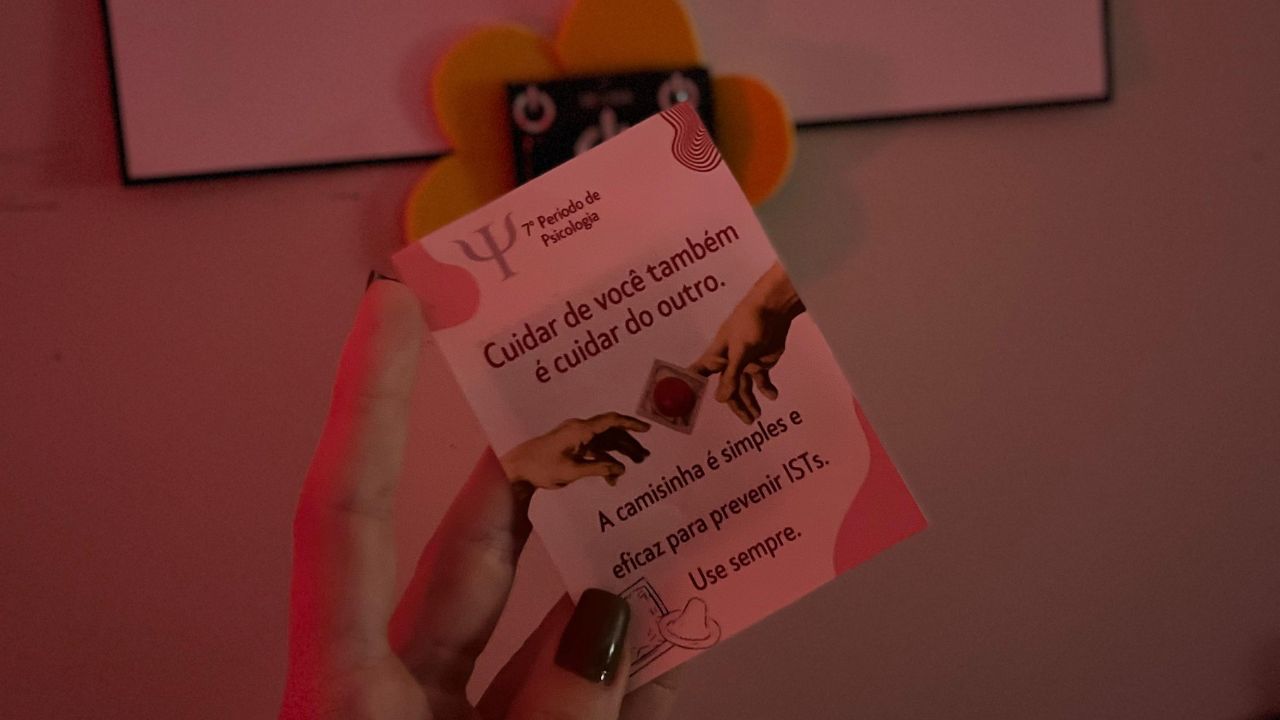 Ψ 7º Período de
Psicologia
Cuidar de você também
é cuidar do outro.
A camisinha é simples e
eficaz para prevenir ISTs.
Use sempre.